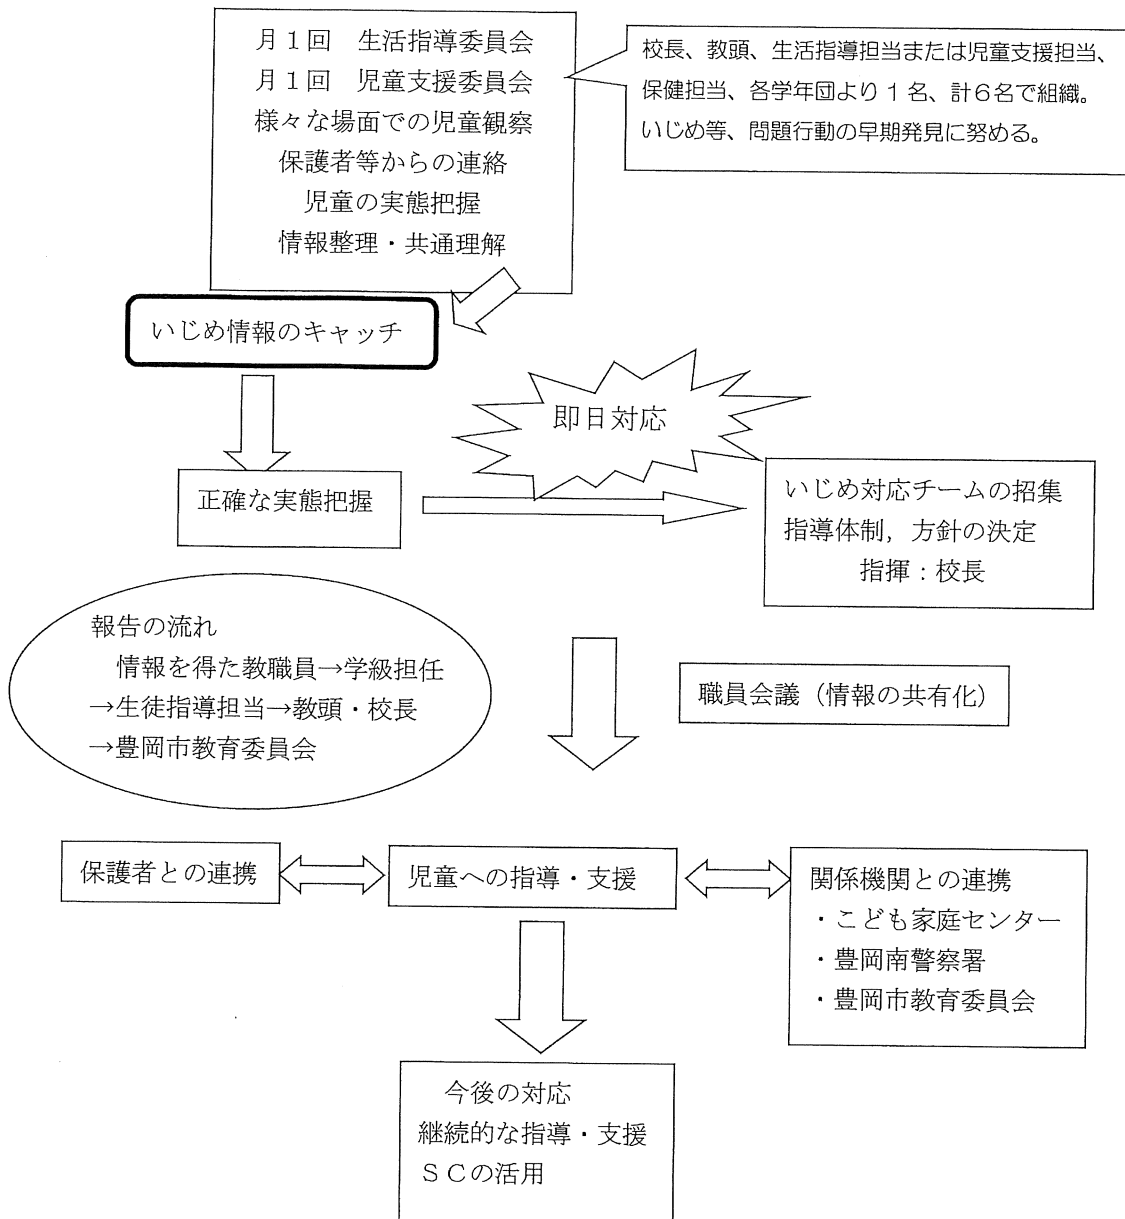 月１回　生活指導委員会
月１回　児童支援委員会
様々な場面での児童観察
保護者等からの連絡
児童の実態把握
情報整理・共通理解
校長、教頭、生活指導担当または児童支援担当、
保健担当、各学年団より１名、計６名で組織。
いじめ等、問題行動の早期発見に努める。
いじめ情報のキャッチ
即日対応
正確な実態把握
いじめ対応チームの招集
指導体制，方針の決定
指揮：校長
報告の流れ
情報を得た教職員→学級担任
→生徒指導担当→教頭・校長
→豊岡市教育委員会
職員会議（情報の共有化）
保護者との連携
児童への指導・支援
関係機関との連携
・こども家庭センター
・豊岡南警察署
・豊岡市教育委員会
今後の対応
継続的な指導・支援
ＳＣの活用